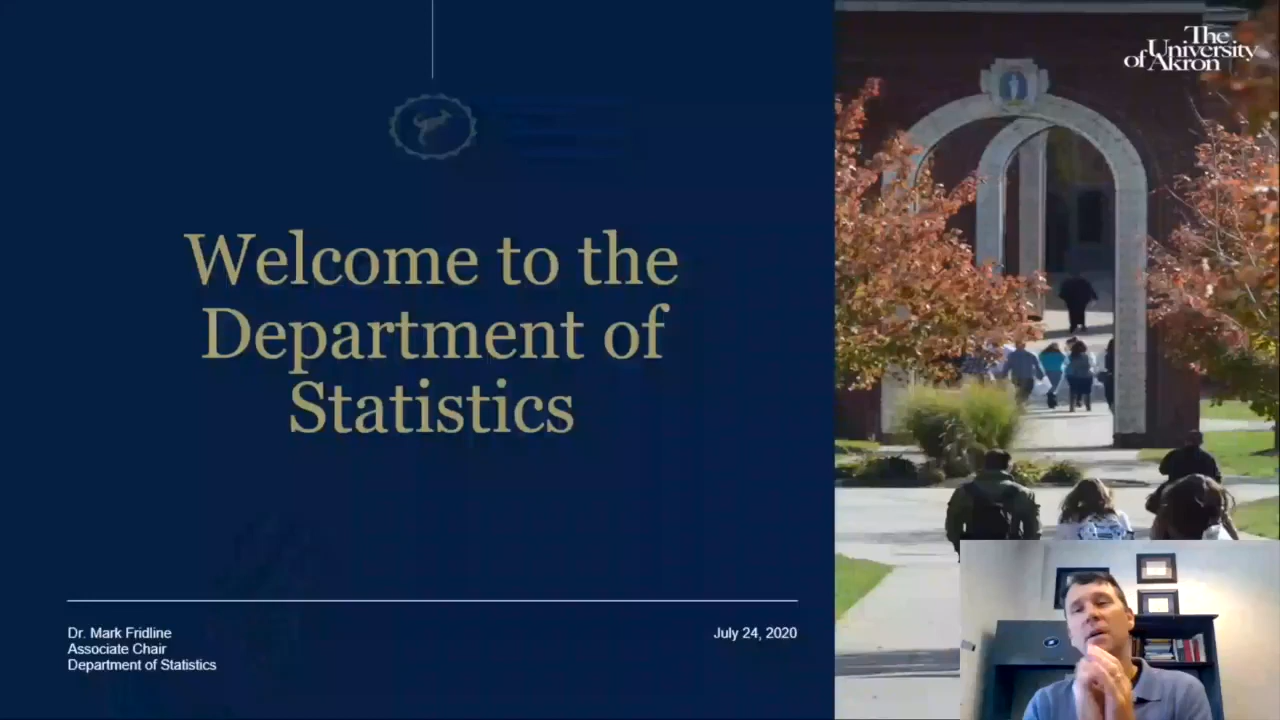 The
University
of Akron
Welcome to the
Department of
Statistics
Dr. Mark Fridline
Associate Chair
Department of Statistics
July 24, 2020